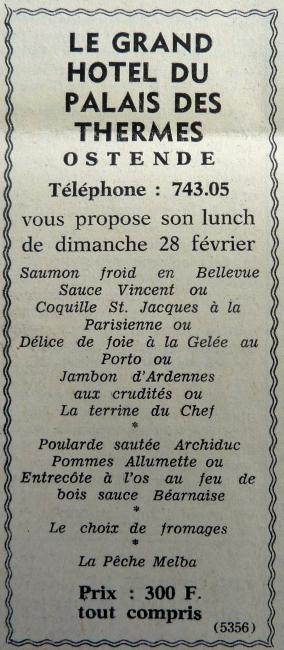 LE GRAND
HOTEL DU
PALAIS DES
THERMES
OSTENDE
Téléphone : 743.05
vous propose son lunch
de dimanche 28 février
Saumon froid en Bellevue
Sauce Vincent ou
Coquille St. Jacques à la
Parisienne ou
Délice de foie à la Gelée au
Porto ou
Jambon d'Ardennes
aux crudités ou
La terrine du Chef
*
Poularde sautée Archiduc
Pommes Allumette ou
Entrecôte à l'os au feu de
bois sauce Béarnaise
*
Le choix de fromages
*
La Pêche Melba
Prix : 300 F.
tout compris
(5356)